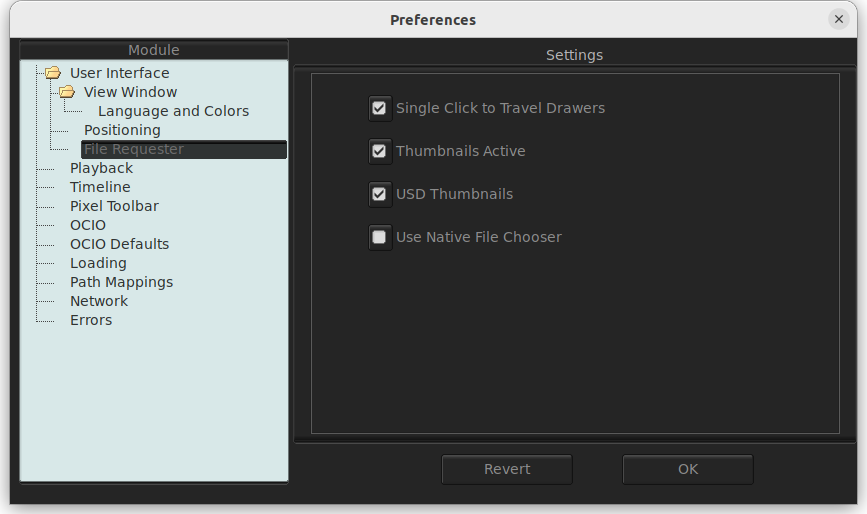 Preferences
Module
User Interface
View Window
Language and Colors
Positioning
File Requester
Playback
Timeline
Pixel Toolbar
OCIO
OCIO Defaults
Loading
Path Mappings
Network
Errors
Settings
Single Click to Travel Drawers
Thumbnails Active
USD Thumbnails
Use Native File Chooser
Revert
OK